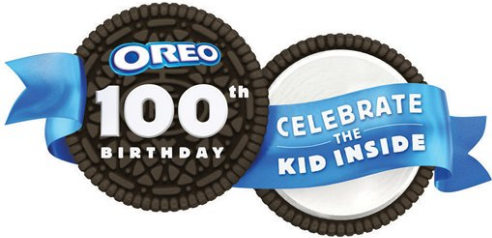 OREO
100th
BIRTHDAY
CELEBRATE
THE
KID INSIDE